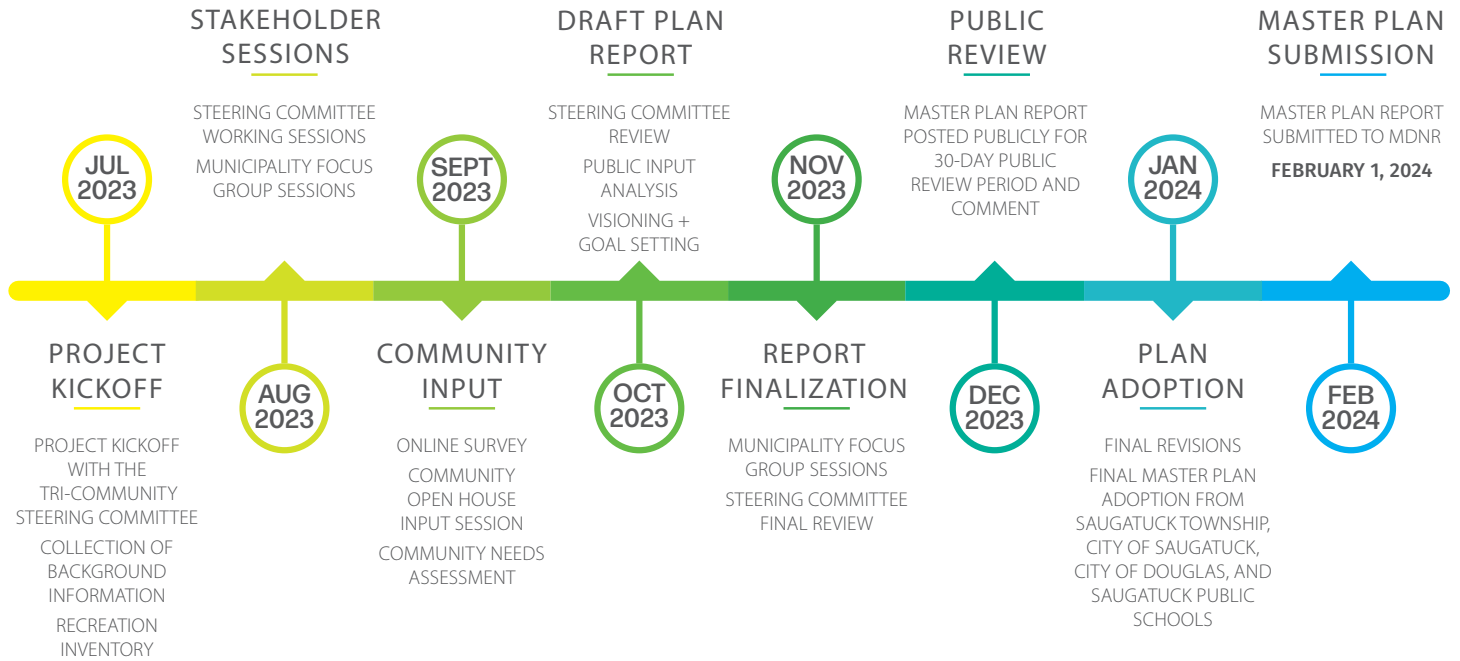 JUL
2023
PROJECT
KICKOFF
PROJECT KICKOFF
WITH THE
TRI-COMMUNITY
STEERING COMMITTEE
COLLECTION OF
BACKGROUND
INFORMATION
RECREATION
INVENTORY
STAKEHOLDER
SESSIONS
STEERING COMMITTEE
WORKING SESSIONS
MUNICIPALITY FOCUS
GROUP SESSIONS
AUG
2023
SEPT
2023
COMMUNITY
INPUT
ONLINE SURVEY
COMMUNITY
OPEN HOUSE
INPUT SESSION
COMMUNITY NEEDS
ASSESSMENT
DRAFT PLAN
REPORT
STEERING COMMITTEE
REVIEW
PUBLIC INPUT
ANALYSIS
VISIONING +
GOAL SETTING
OCT
2023
NOV
2023
REPORT
FINALIZATION
MUNICIPALITY FOCUS
GROUP SESSIONS
STEERING COMMITTEE
FINAL REVIEW
PUBLIC
REVIEW
MASTER PLAN REPORT
POSTED PUBLICLY FOR
30-DAY PUBLIC
REVIEW PERIOD AND
COMMENT
DEC
2023
JAN
2024
PLAN
ADOPTION
FINAL REVISIONS
FINAL MASTER PLAN
ADOPTION FROM
SAUGATUCK TOWNSHIP,
CITY OF SAUGATUCK,
CITY OF DOUGLAS, AND
SAUGATUCK PUBLIC
SCHOOLS
MASTER PLAN
SUBMISSION
MASTER PLAN REPORT
SUBMITTED TO MDNR
FEBRUARY 1, 2024
FEB
2024